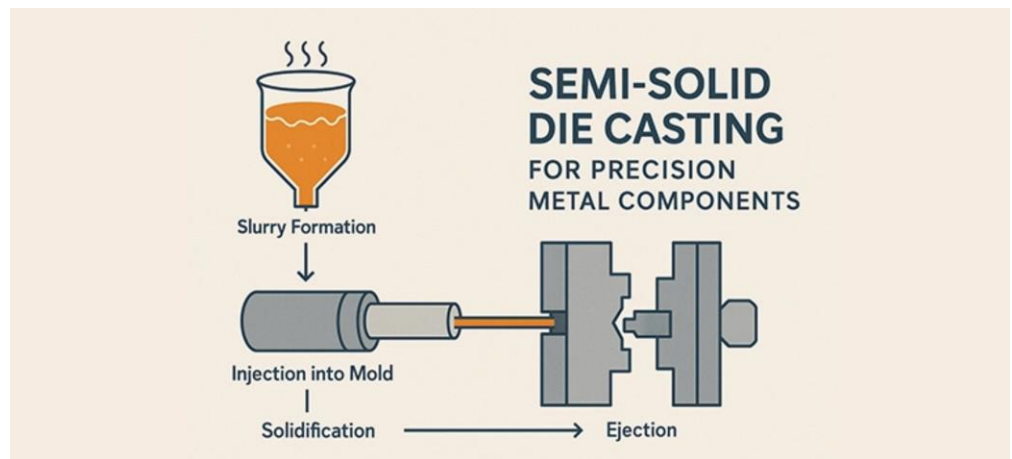 SEMI-SOLID
DIE CASTING
FOR PRECISION
METAL COMPONENTS
Slurry Formation
Injection into Mold
Solidification
Ejection